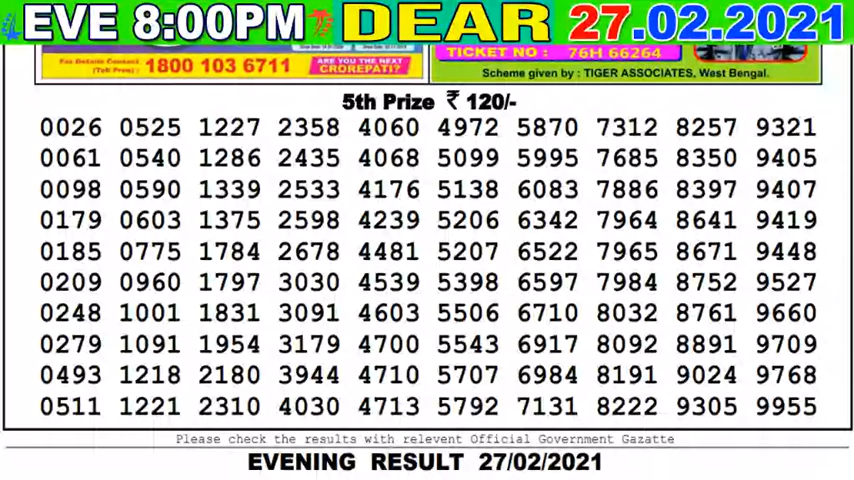 EVE 8:00PM DEAR 27.02.2021
For Details Contact
(Toll Free) : 1800 103 6711 ARE YOU THE NEXT CROREPATI?
TICKET NO : 76H 66264
Scheme given by : TIGER ASSOCIATES, West Bengal.
5th Prize ₹ 120/-
0026 0525 1227 2358 4060 4972 5870 7312 8257 9321
0061 0540 1286 2435 4068 5099 5995 7685 8350 9405
0098 0590 1339 2533 4176 5138 6083 7886 8397 9407
0179 0603 1375 2598 4239 5206 6342 7964 8641 9419
0185 0775 1784 2678 4481 5207 6522 7965 8671 9448
0209 0960 1797 3030 4539 5398 6597 7984 8752 9527
0248 1001 1831 3091 4603 5506 6710 8032 8761 9660
0279 1091 1954 3179 4700 5543 6917 8092 8891 9709
0493 1218 2180 3944 4710 5707 6984 8191 9024 9768
0511 1221 2310 4030 4713 5792 7131 8222 9305 9955
Please check the results with relevent Official Government Gazatte
EVENING RESULT 27/02/2021